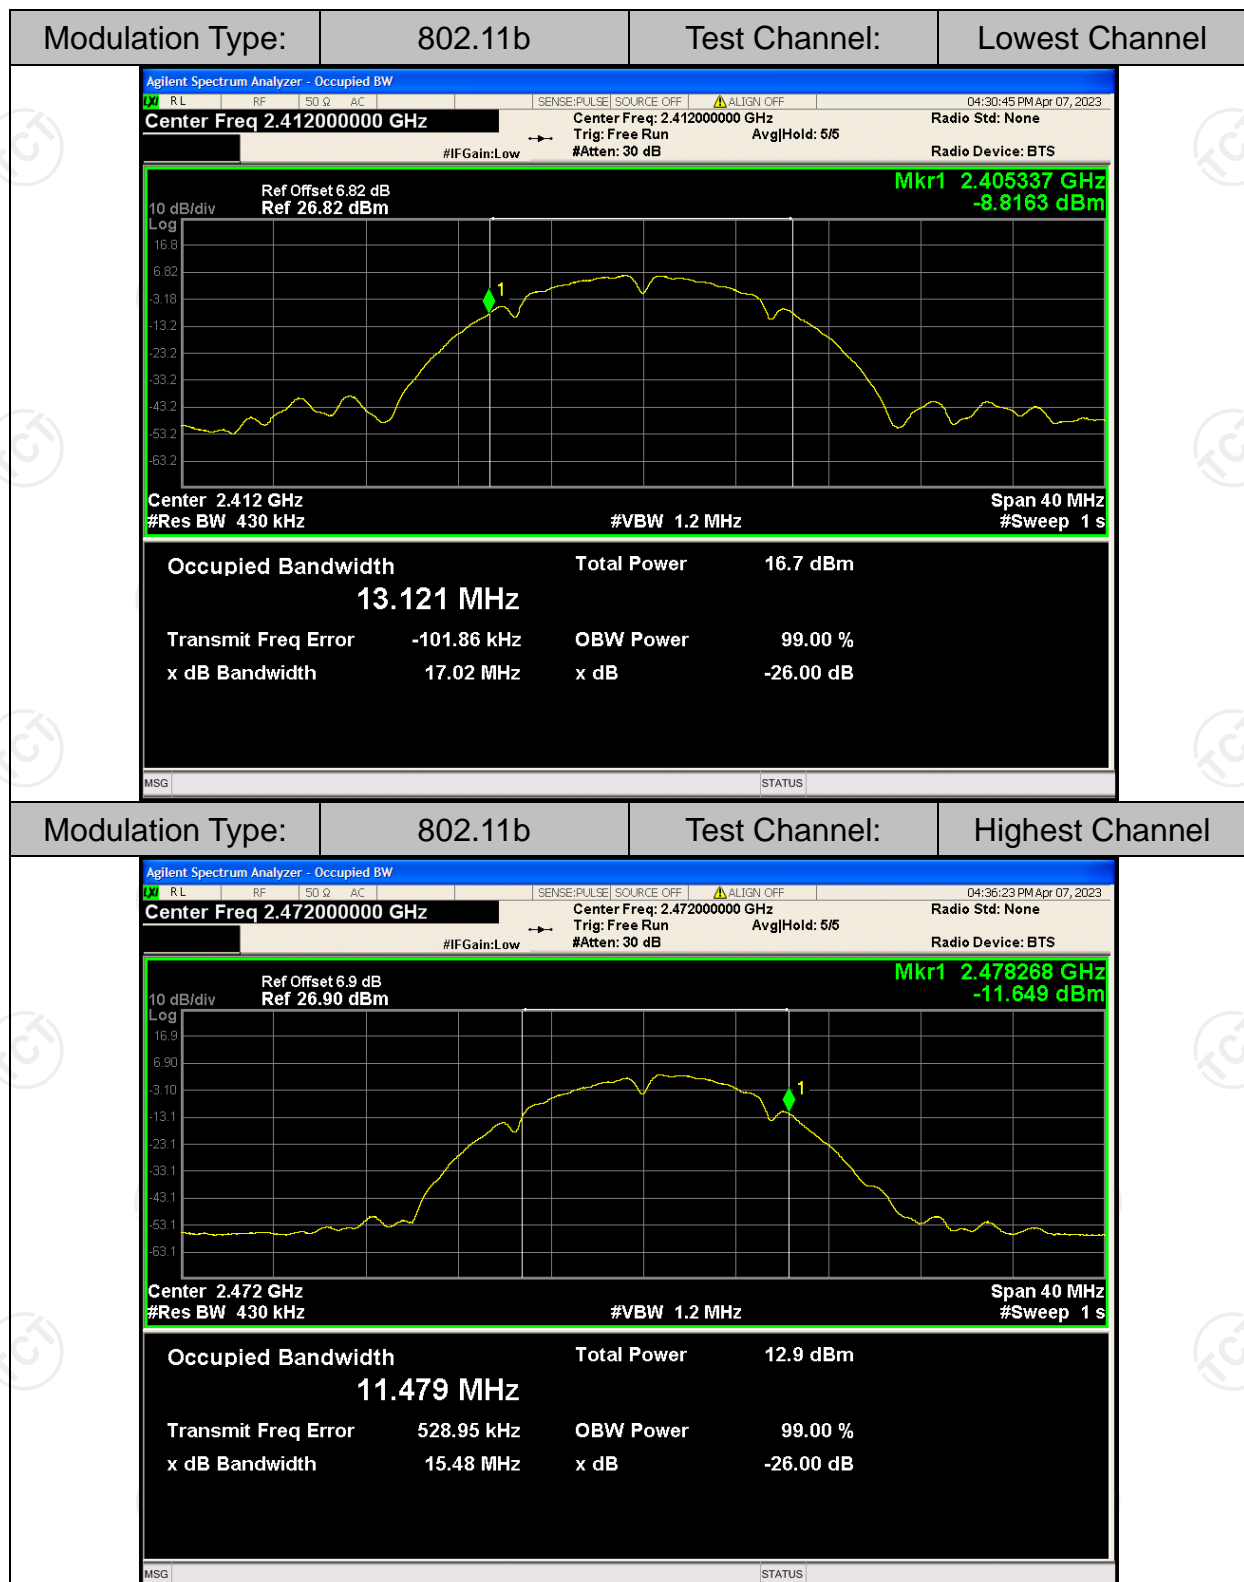 Modulation Type: 802.11b Test Channel: Lowest Channel
Agilent Spectrum Analyzer - Occupied BW
LXI RL RF 50 Ω AC SENSE:PULSE SOURCE OFF ALIGN OFF 04:30:45 PM Apr 07, 2023
Center Freq 2.412000000 GHz Center Freq: 2.412000000 GHz Radio Std: None
Trig: Free Run Avg|Hold: 5/5
#IFGain:Low #Atten: 30 dB Radio Device: BTS
Mkr1 2.405337 GHz
Ref Offset 6.82 dB -8.8163 dBm
10 dB/div Ref 26.82 dBm
Log
16.8
6.82
1
-3.18
-13.2
-23.2
-33.2
-43.2
-53.2
-63.2
Center 2.412 GHz Span 40 MHz
#Res BW 430 kHz #VBW 1.2 MHz #Sweep 1 s
Occupied Bandwidth Total Power 16.7 dBm
13.121 MHz
Transmit Freq Error -101.86 kHz OBW Power 99.00 %
x dB Bandwidth 17.02 MHz x dB -26.00 dB
MSG STATUS
Modulation Type: 802.11b Test Channel: Highest Channel
Agilent Spectrum Analyzer - Occupied BW
LXI RL RF 50 Ω AC SENSE:PULSE SOURCE OFF ALIGN OFF 04:36:23 PM Apr 07, 2023
Center Freq 2.472000000 GHz Center Freq: 2.472000000 GHz Radio Std: None
Trig: Free Run Avg|Hold: 5/5
#IFGain:Low #Atten: 30 dB Radio Device: BTS
Mkr1 2.478268 GHz
Ref Offset 6.9 dB -11.649 dBm
10 dB/div Ref 26.90 dBm
Log
16.9
6.90
-3.10
1
-13.1
-23.1
-33.1
-43.1
-53.1
-63.1
Center 2.472 GHz Span 40 MHz
#Res BW 430 kHz #VBW 1.2 MHz #Sweep 1 s
Occupied Bandwidth Total Power 12.9 dBm
11.479 MHz
Transmit Freq Error 528.95 kHz OBW Power 99.00 %
x dB Bandwidth 15.48 MHz x dB -26.00 dB
MSG STATUS